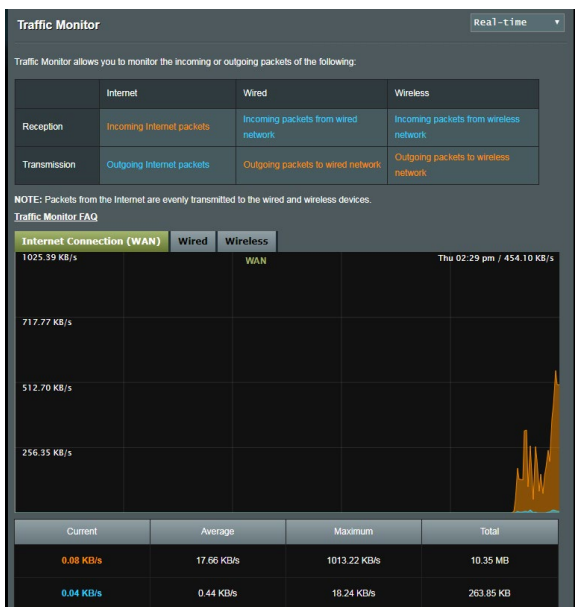 Traffic Monitor
Real-time
Traffic Monitor allows you to monitor the incoming or outgoing packets of the following:
Internet Wired Wireless
Reception Incoming Internet packets Incoming packets from wired network Incoming packets from wireless network
Transmission Outgoing Internet packets Outgoing packets to wired network Outgoing packets to wireless network
NOTE: Packets from the Internet are evenly transmitted to the wired and wireless devices.
Traffic Monitor FAQ
Internet Connection (WAN) Wired Wireless
1025.39 KB/s WAN Thu 02:29 pm / 454.10 KB/s
717.77 KB/s
512.70 KB/s
256.35 KB/s
Current Average Maximum Total
0.08 KB/s 17.66 KB/s 1013.22 KB/s 10.35 MB
0.04 KB/s 0.44 KB/s 18.24 KB/s 263.85 KB